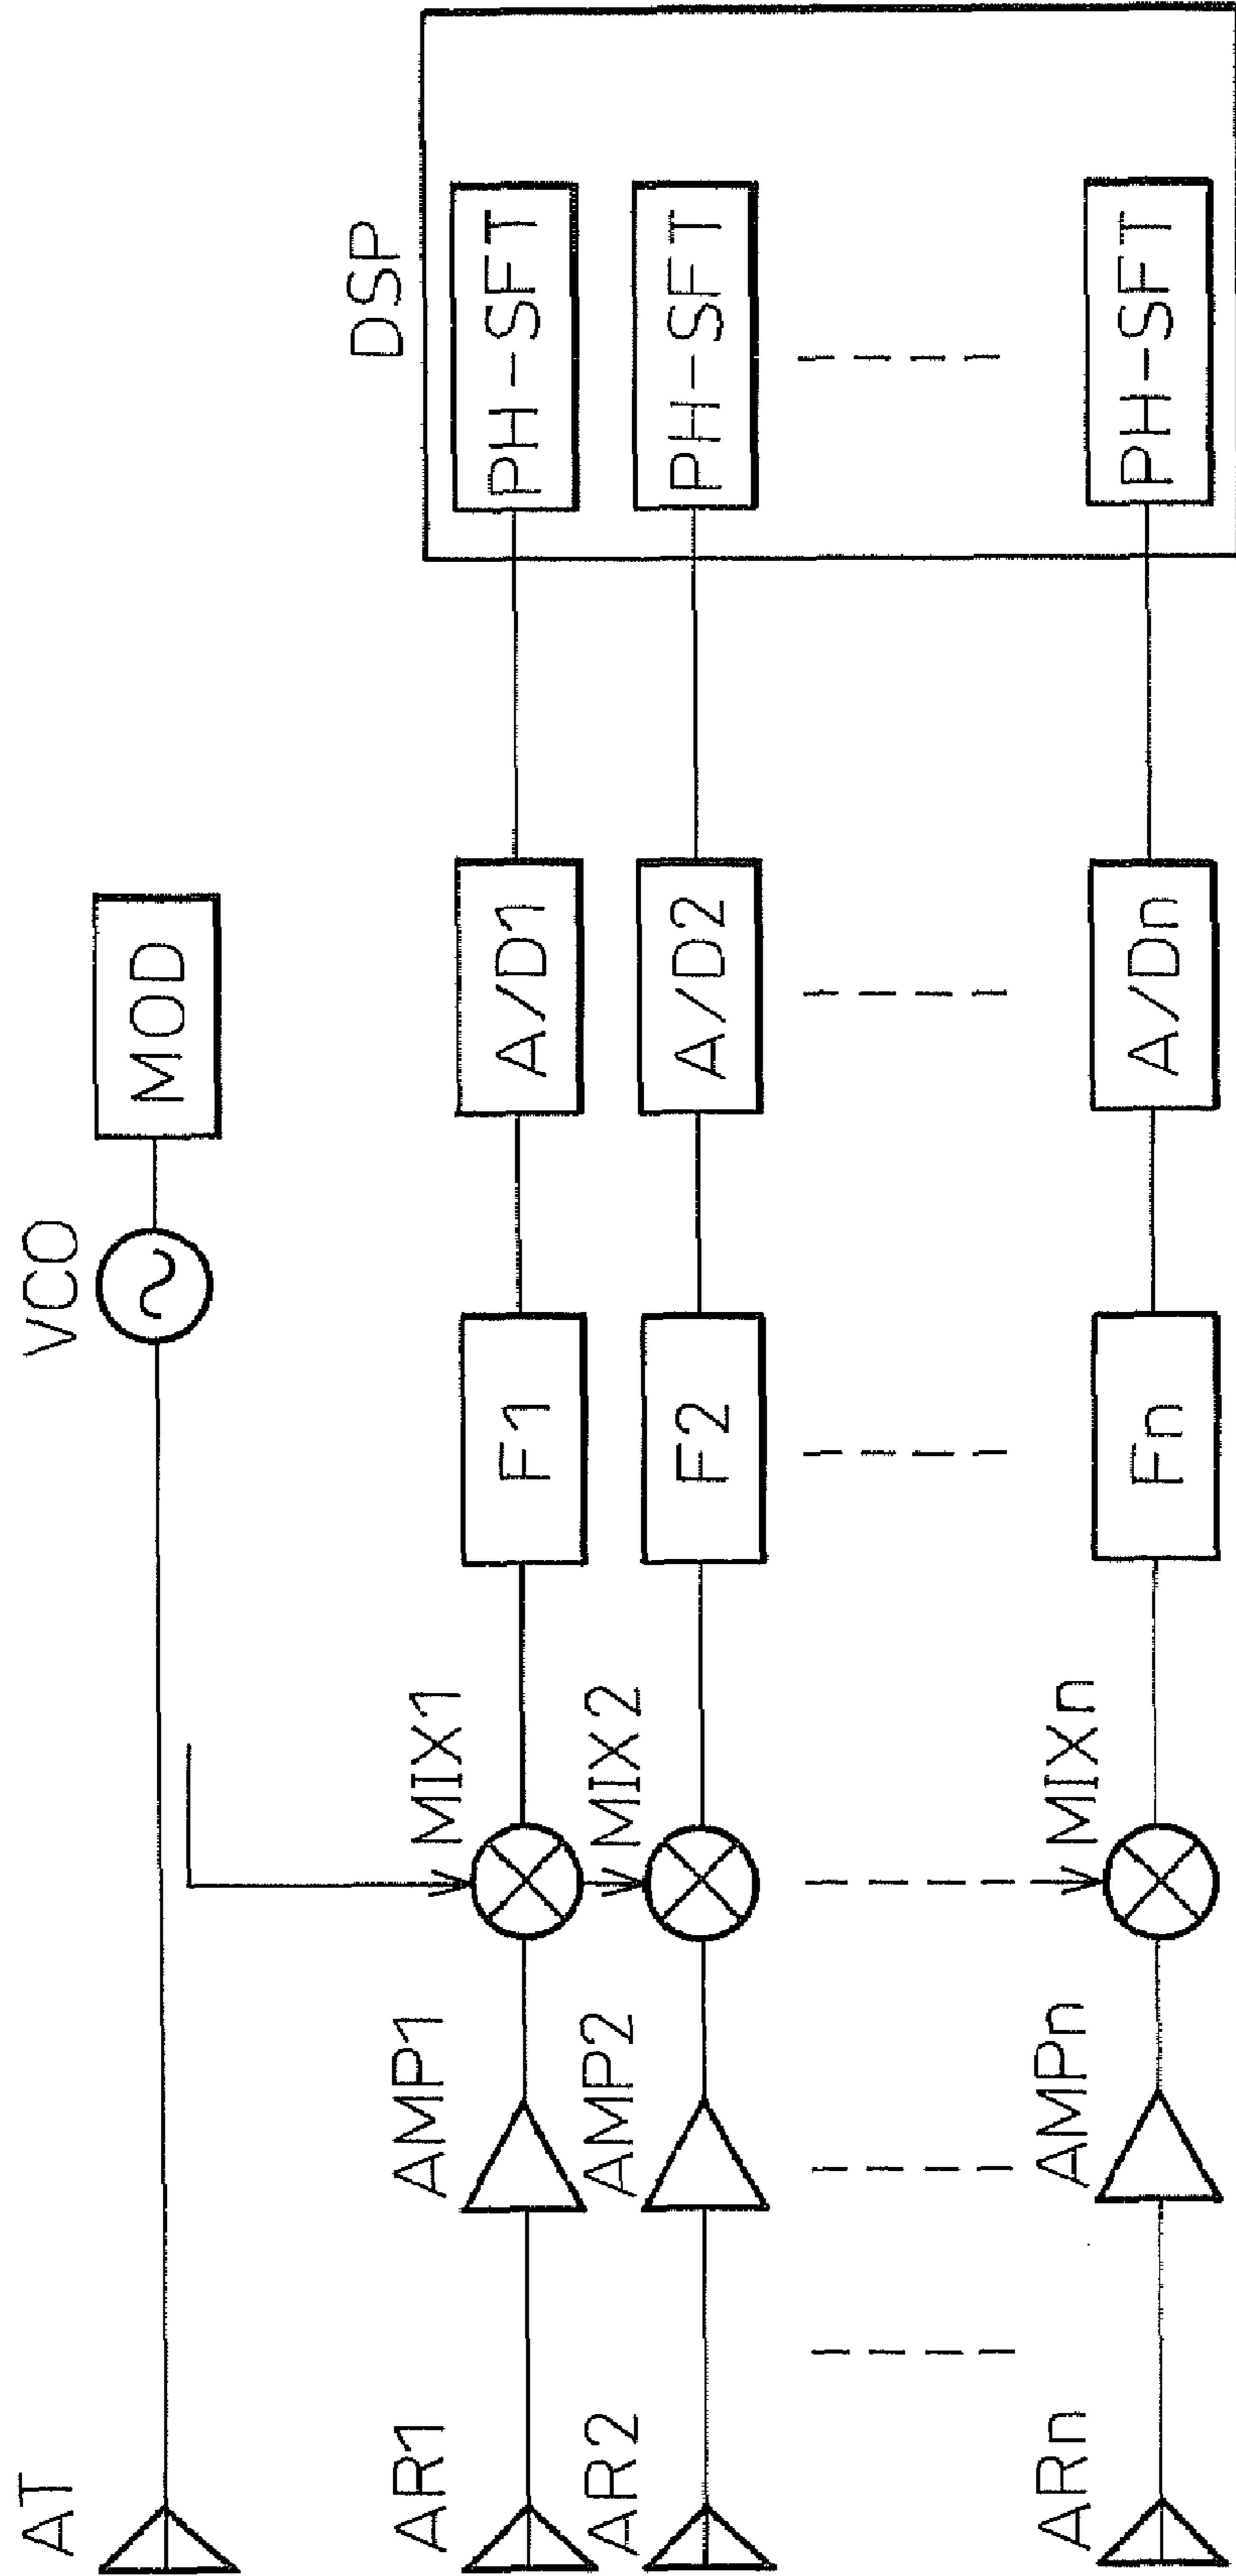 AT
VCO
MOD
DSP
AR1
AMP1
MIX1
F1
A/D1
PH-SFT
AR2
AMP2
MIX2
F2
A/D2
PH-SFT
ARn
AMPn
MIXn
Fn
A/Dn
PH-SFT